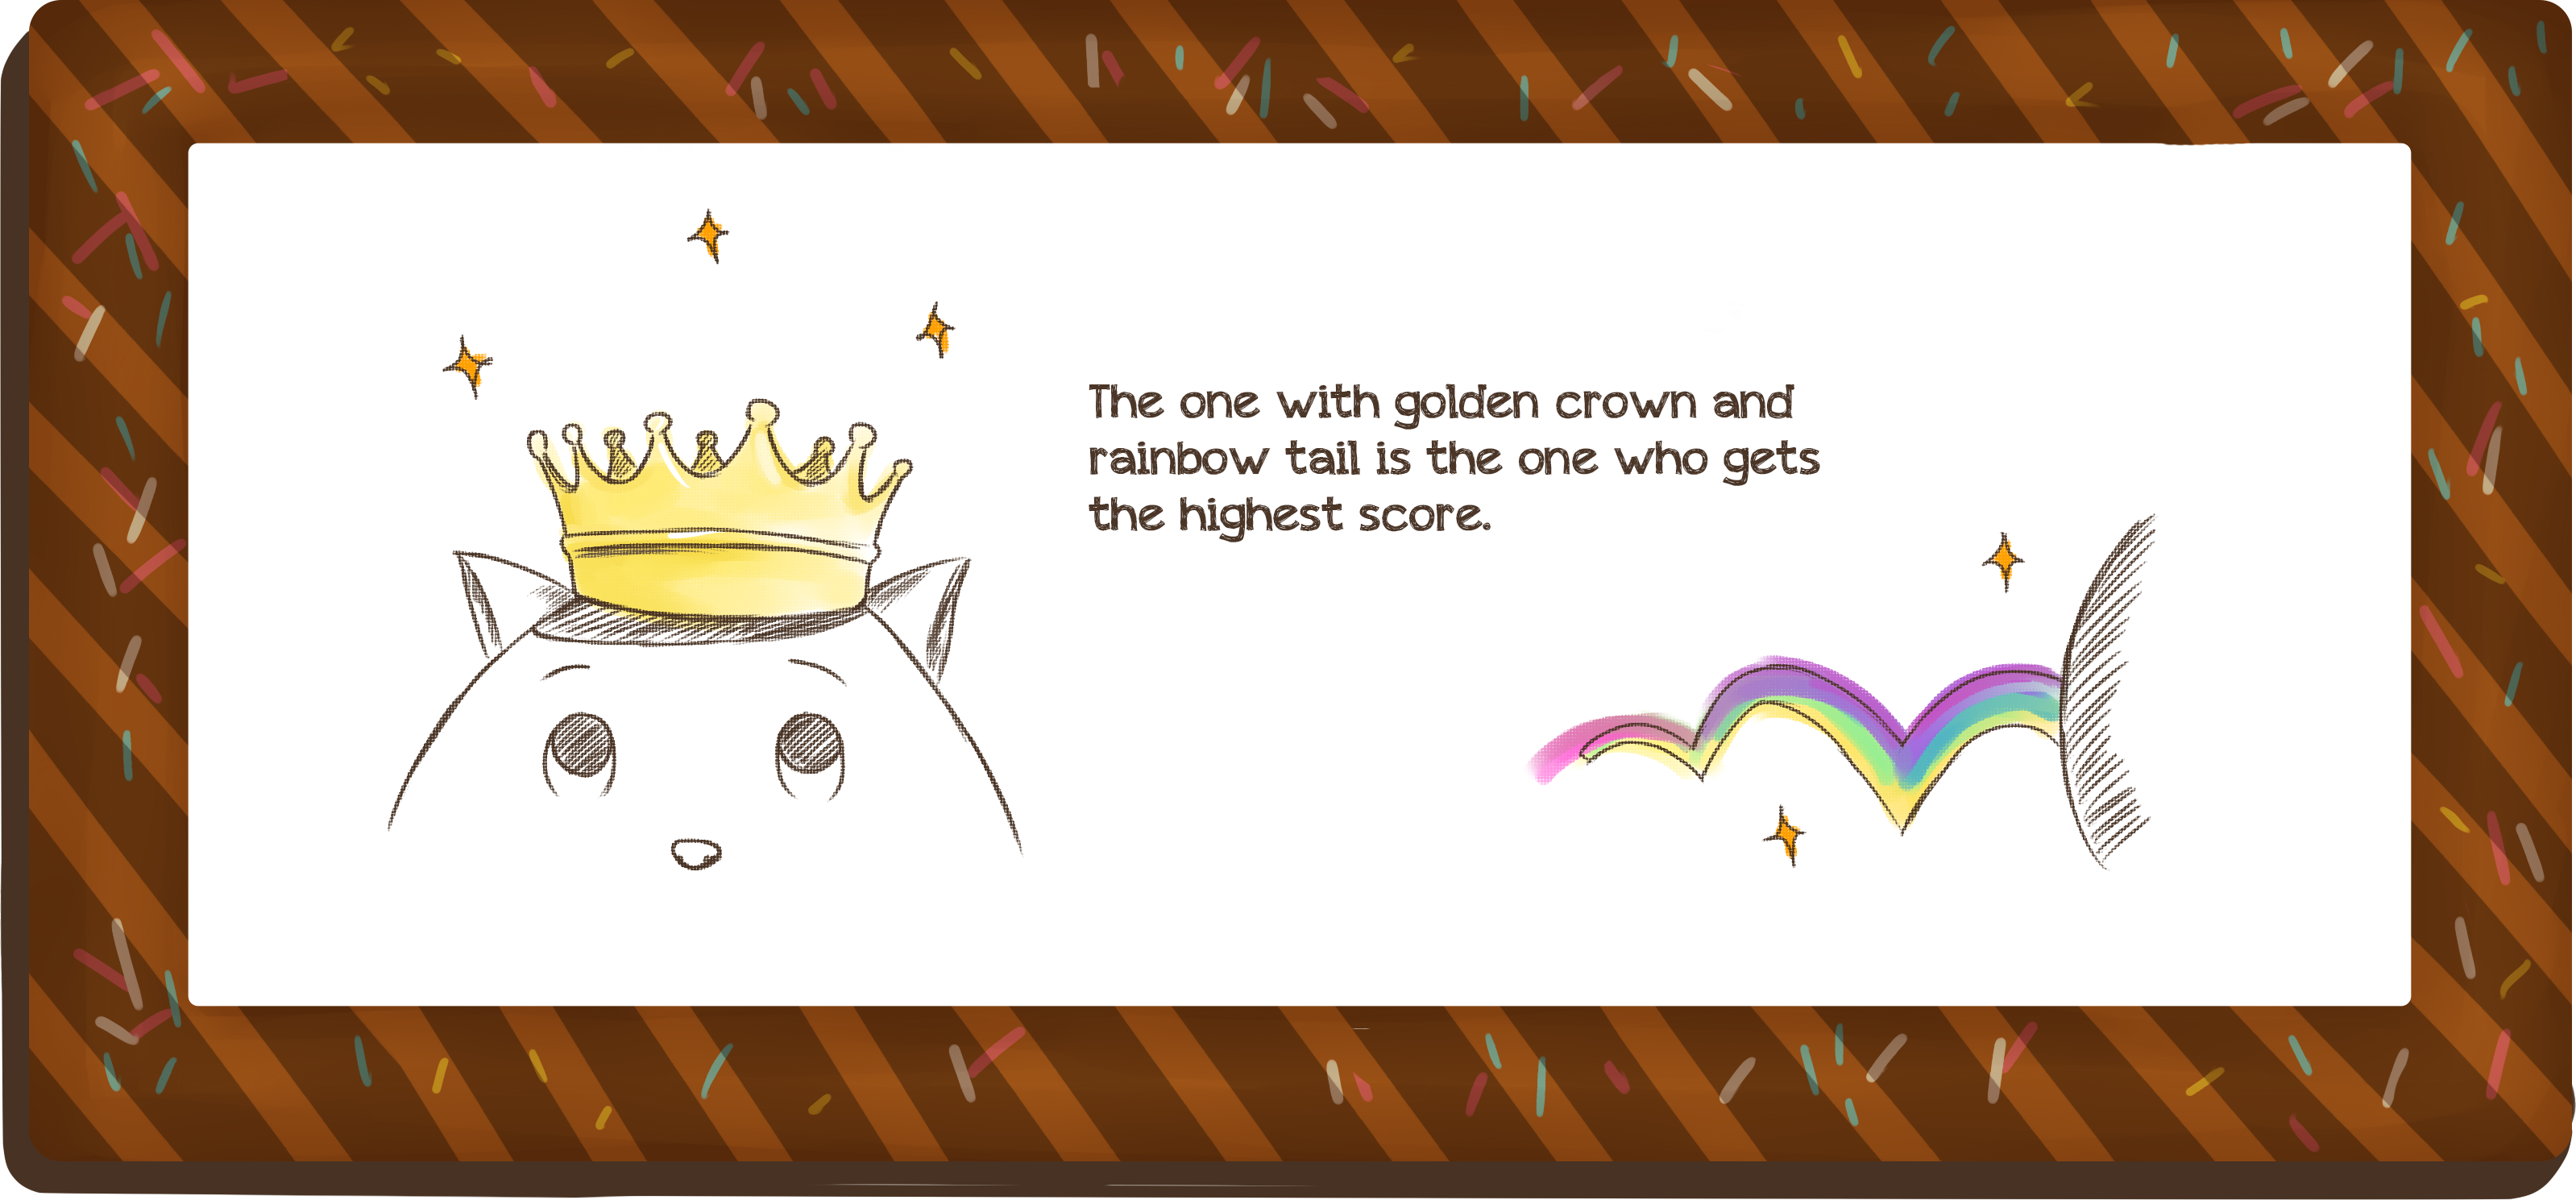 The one with golden crown and
rainbow tail is the one who gets
the highest score.